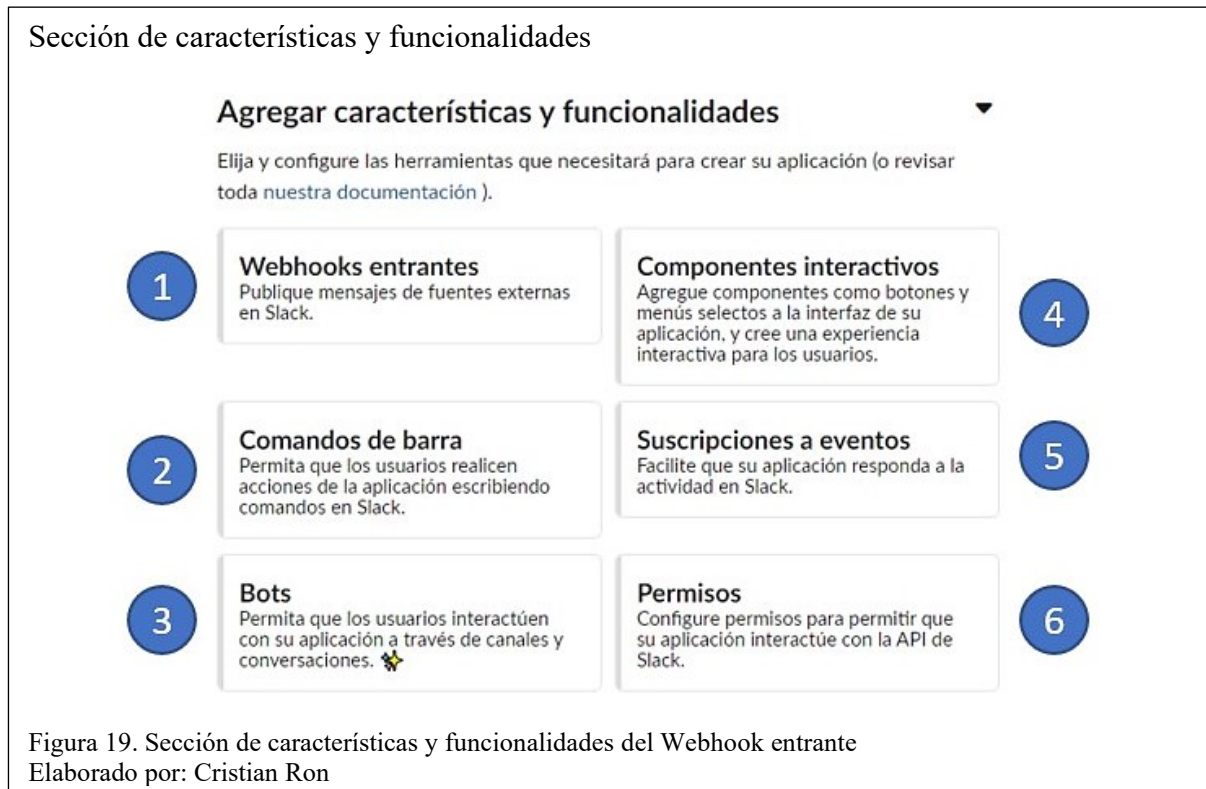 Sección de características y funcionalidades
Agregar características y funcionalidades
Elija y configure las herramientas que necesitará para crear su aplicación (o revisar
toda nuestra documentación ).
1
Webhooks entrantes
Publique mensajes de fuentes externas
en Slack.
Componentes interactivos
Agregue componentes como botones y
menús selectos a la interfaz de su
aplicación, y cree una experiencia
interactiva para los usuarios.
4
2
Comandos de barra
Permita que los usuarios realicen
acciones de la aplicación escribiendo
comandos en Slack.
Suscripciones a eventos
Facilite que su aplicación responda a la
actividad en Slack.
5
3
Bots
Permita que los usuarios interactúen
con su aplicación a través de canales y
conversaciones.
Permisos
Configure permisos para permitir que
su aplicación interactúe con la API de
Slack.
6
Figura 19. Sección de características y funcionalidades del Webhook entrante
Elaborado por: Cristian Ron